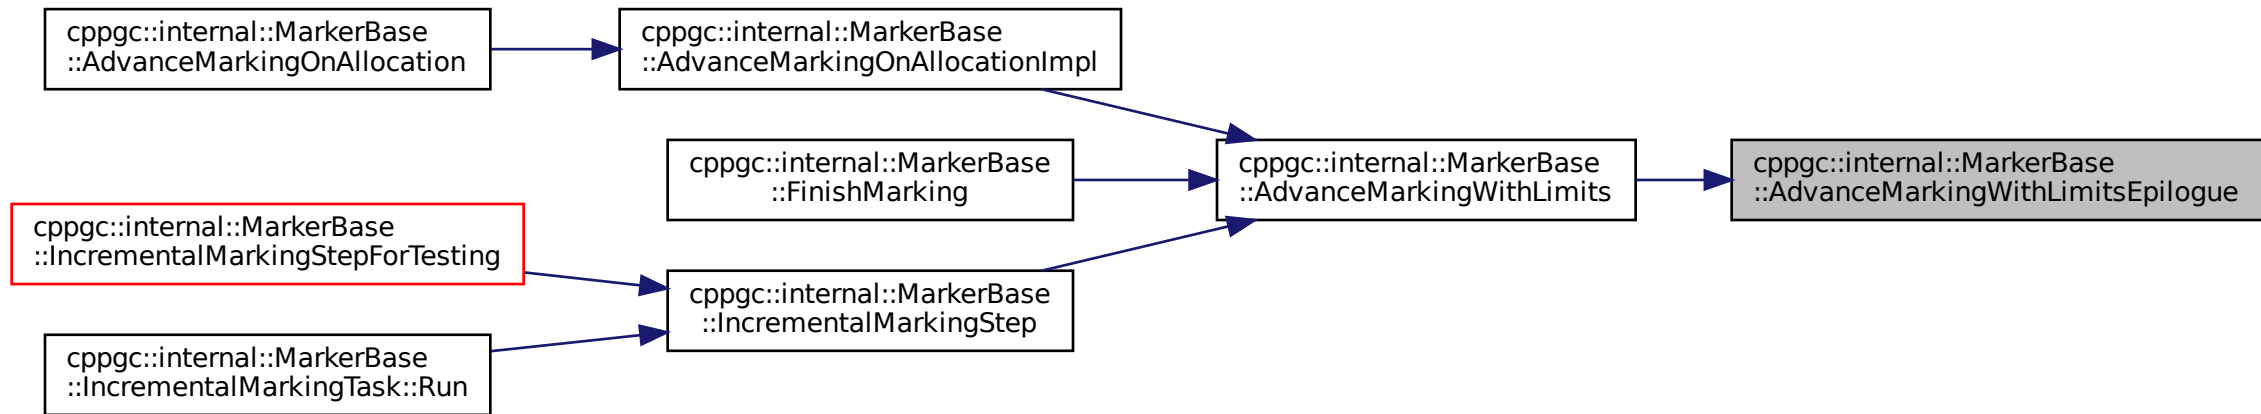 cppgc::internal::MarkerBase
::AdvanceMarkingOnAllocation
cppgc::internal::MarkerBase
::AdvanceMarkingOnAllocationImpl
cppgc::internal::MarkerBase
::FinishMarking
cppgc::internal::MarkerBase
::AdvanceMarkingWithLimits
cppgc::internal::MarkerBase
::AdvanceMarkingWithLimitsEpilogue
cppgc::internal::MarkerBase
::IncrementalMarkingStepForTesting
cppgc::internal::MarkerBase
::IncrementalMarkingStep
cppgc::internal::MarkerBase
::IncrementalMarkingTask::Run